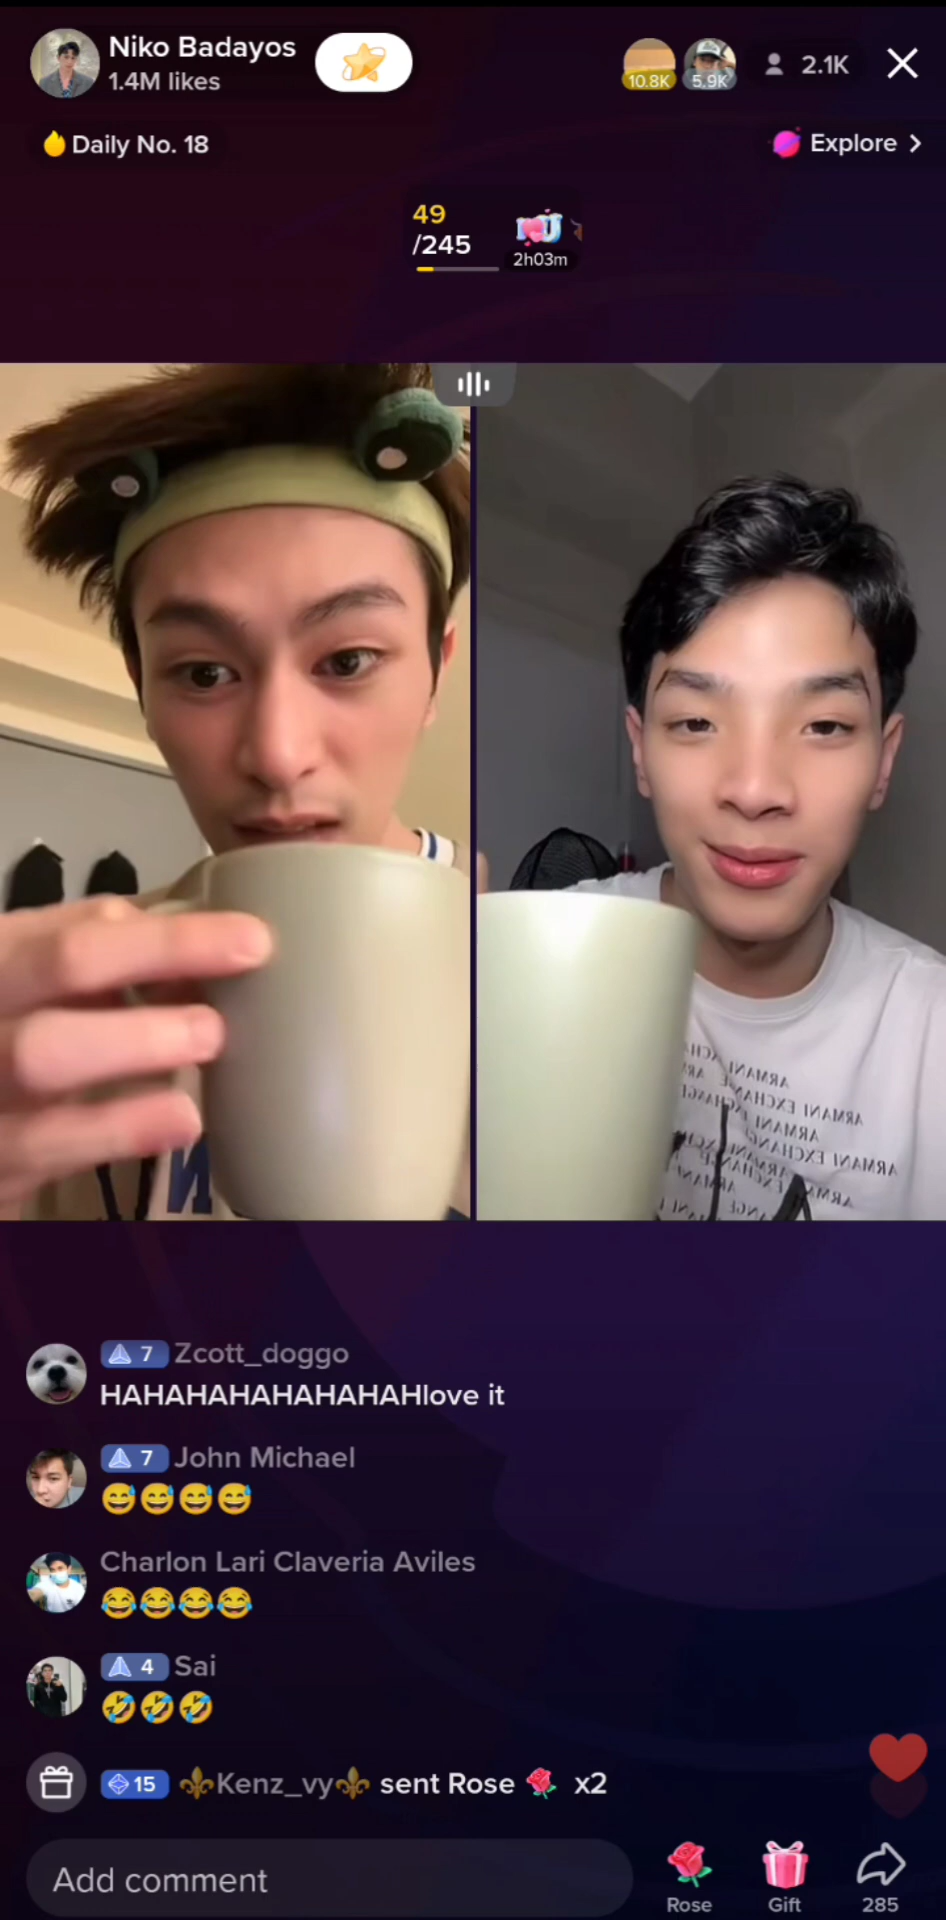 Niko Badayos
1.4M likes
10.8K
5.9K
2.1K
Daily No. 18
Explore
49
/245
2h03m
7 Zcott_doggo
HAHAHAHAHAHAHAHlove it
7 John Michael
😅😅😅😅
Charlon Lari Claveria Aviles
😂😂😂😂
4 Sai
🤣🤣🤣
15 ⚜Kenz_vy⚜ sent Rose 🌹 x2
Add comment
Rose
Gift
285